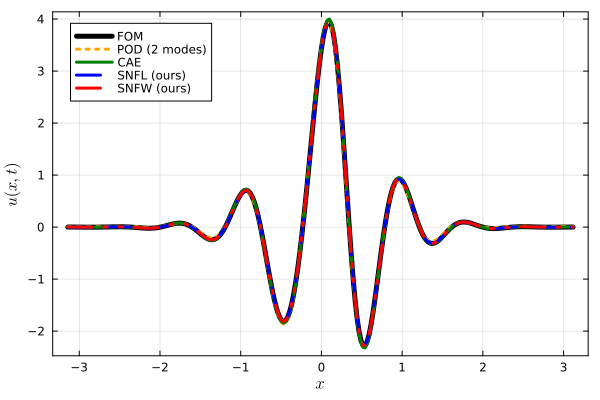 FOM
POD (2 modes)
CAE
SNFL (ours)
SNFW (ours)
u(x, t)
4
3
2
1
0
−1
−2
−3 −2 −1 0 1 2 3
x